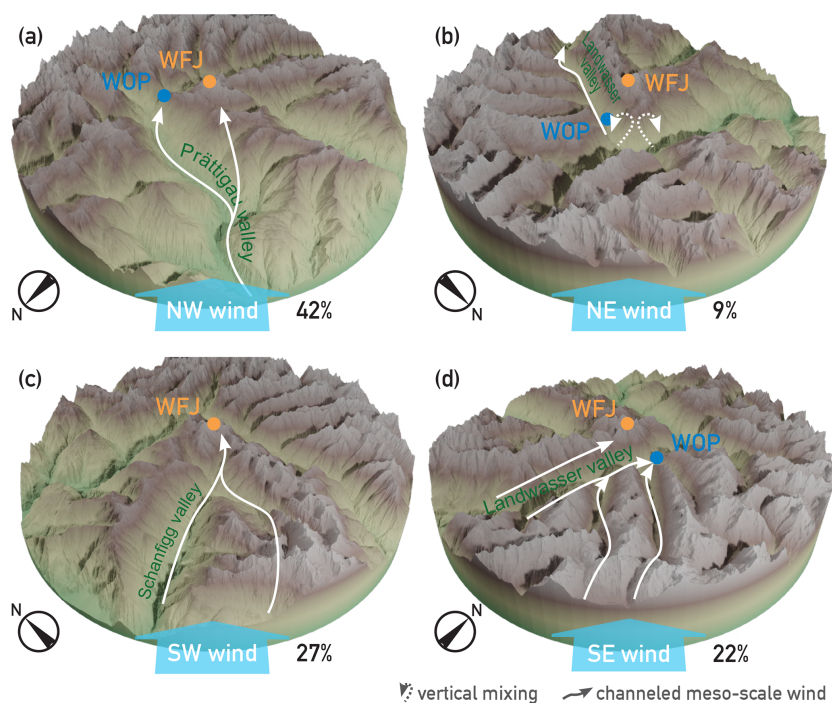 (a)
WFJ
WOP
Prättigau valley
N
NW wind
42%
(b)
Landwasser
valley
WFJ
WOP
N
NE wind
9%
(c)
WFJ
Schanfigg valley
N
SW wind
27%
(d)
WFJ
WOP
Landwasser valley
N
SE wind
22%
vertical mixing
channeled meso-scale wind